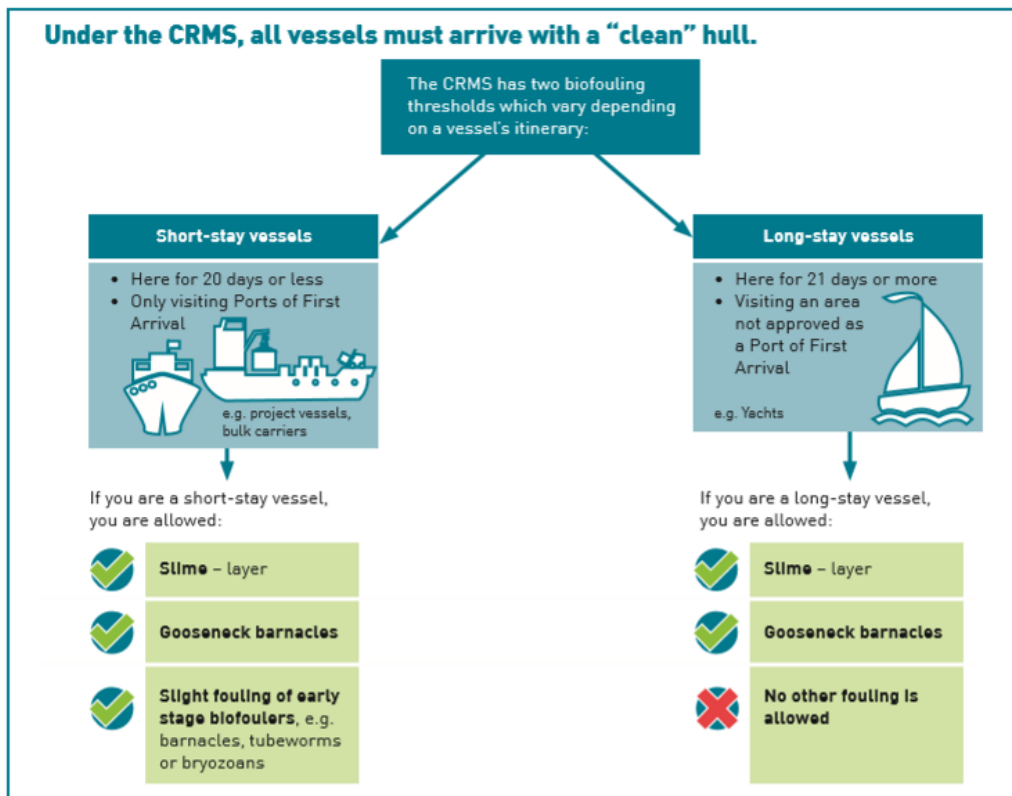 Under the CRMS, all vessels must arrive with a “clean” hull.
The CRMS has two biofouling
thresholds which vary depending
on a vessel’s itinerary:
Short-stay vessels
• Here for 20 days or less
• Only visiting Ports of First
Arrival
e.g. project vessels,
bulk carriers
If you are a short-stay vessel,
you are allowed:
Slime – layer
Gooseneck barnacles
Slight fouling of early
stage biofoulers, e.g.
barnacles, tubeworms
or bryozoans
Long-stay vessels
• Here for 21 days or more
• Visiting an area
not approved as
a Port of First
Arrival
e.g. Yachts
If you are a long-stay vessel,
you are allowed:
Slime – layer
Gooseneck barnacles
No other fouling is
allowed